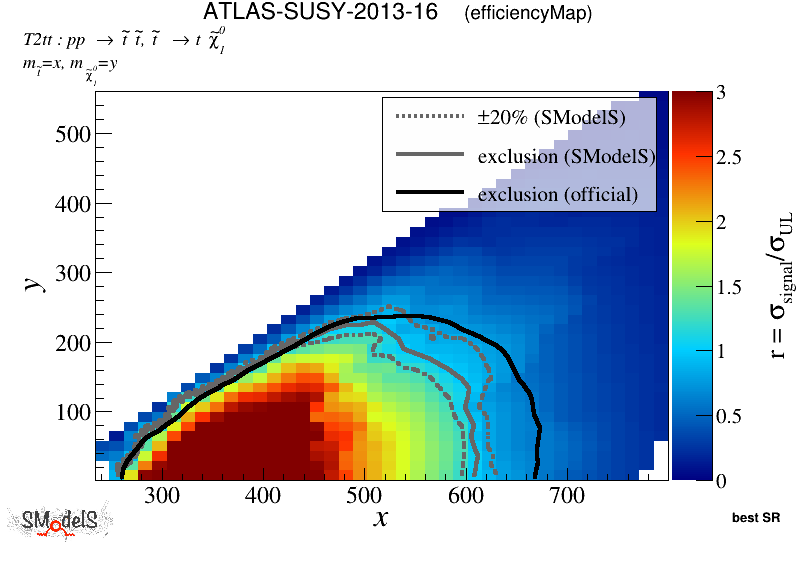 ATLAS-SUSY-2013-16 (efficiencyMap)
T2tt : pp → t̃ t̃, t̃ → t χ̃⁰₁
m_t̃=x, m_χ̃⁰₁=y
±20% (SModelS)
exclusion (SModelS)
exclusion (official)
500
400
300
200
100
y
300 400 500 600 700
x
3
2.5
2
1.5
1
0.5
0
r = σ_signal/σ_UL
SModelS
best SR